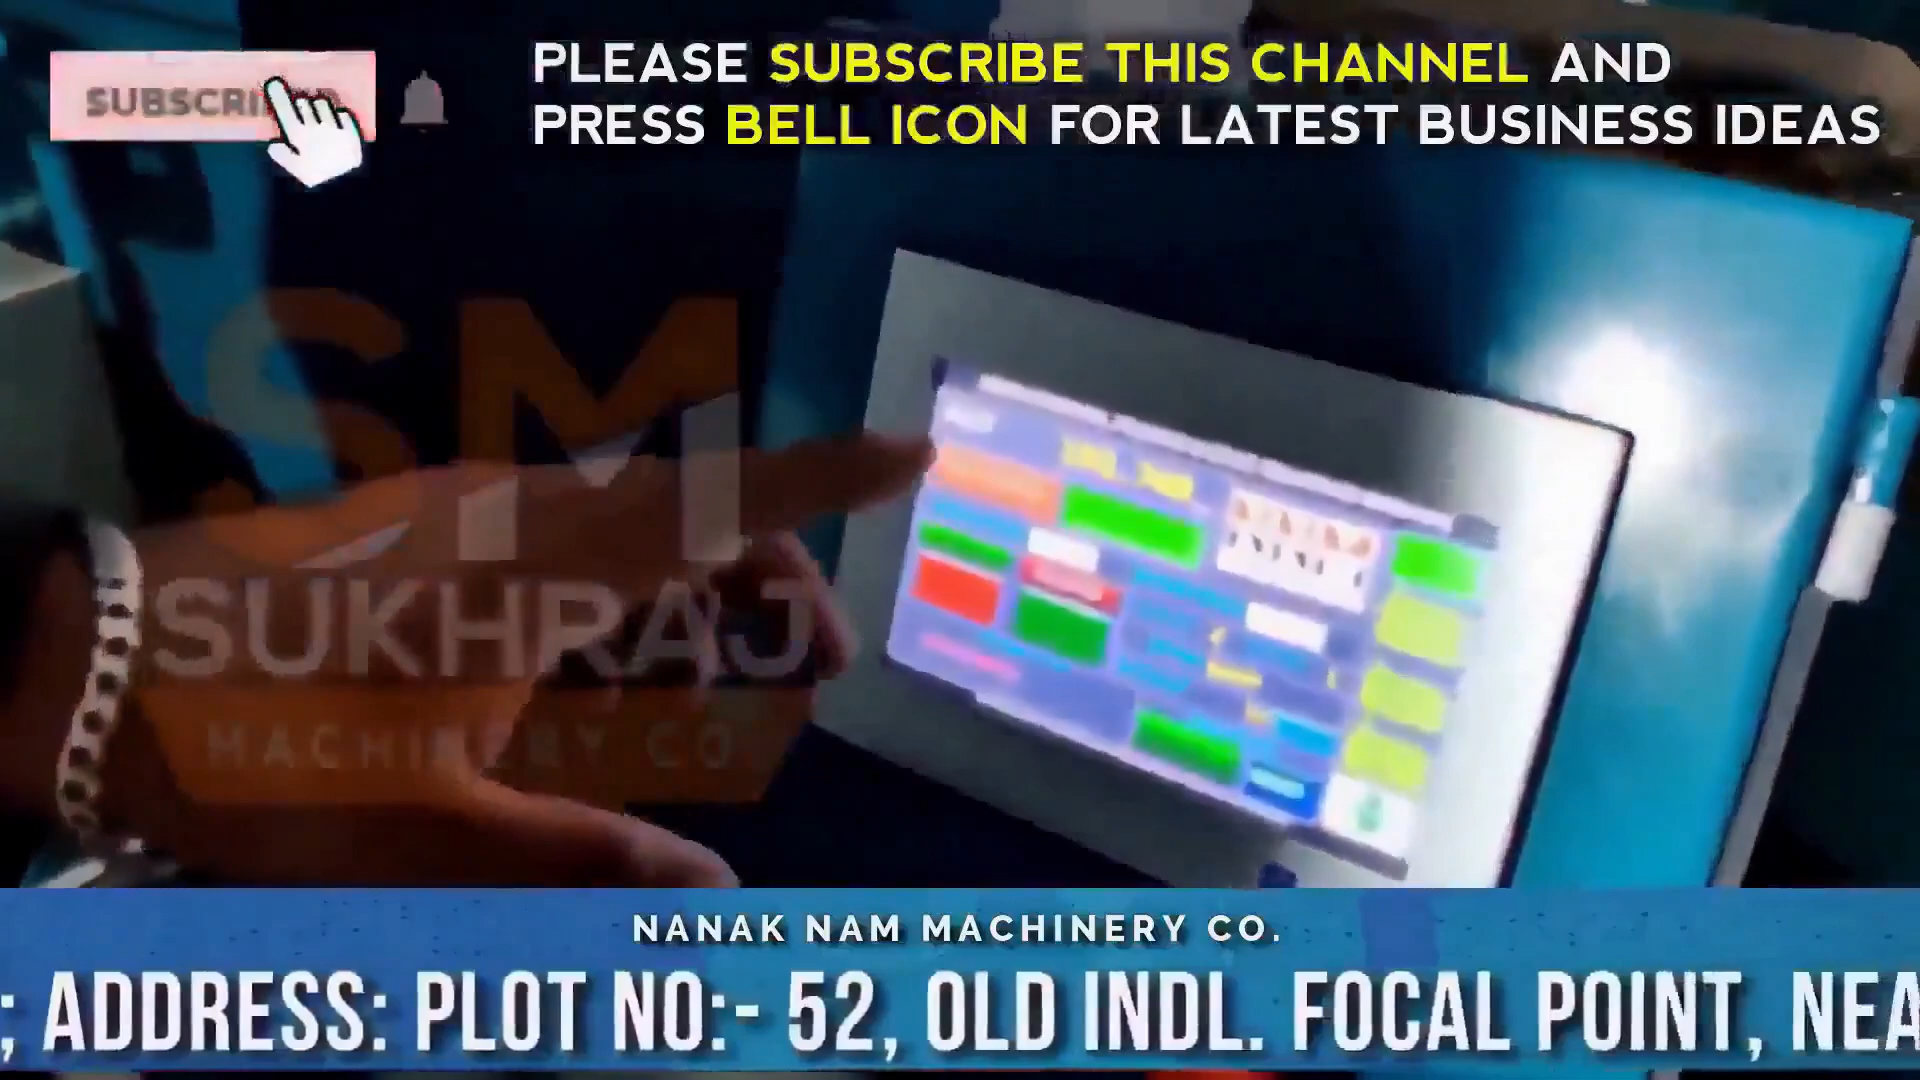 PLEASE SUBSCRIBE THIS CHANNEL AND
PRESS BELL ICON FOR LATEST BUSINESS IDEAS
SM
SUKHRAJ
MACHINERY CO.
NANAK NAM MACHINERY CO.
; ADDRESS: PLOT NO:- 52, OLD INDL. FOCAL POINT, NEA